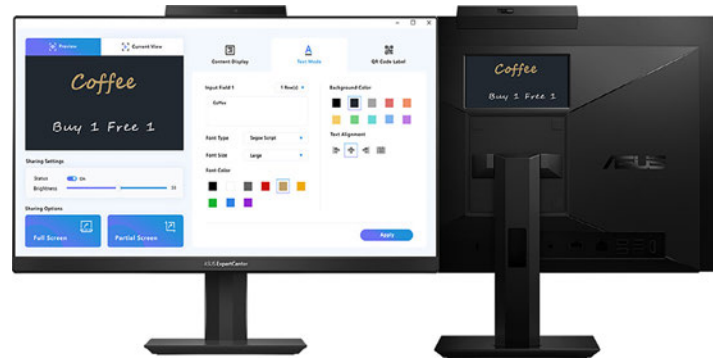 Preview
Current View
Coffee
Buy 1 Free 1
Sharing Settings
Status
On
Brightness
Sharing Options
Full Screen
Partial Screen
Content Display
Text Mode
QR Code Label
Input Field 1
1 Row(s)
Coffee
Font Type
Segoe Script
Font Size
Large
Font Color
Background Color
Text Alignment
Apply
ASUS ExpertCenter
Coffee
Buy 1 Free 1
ASUS